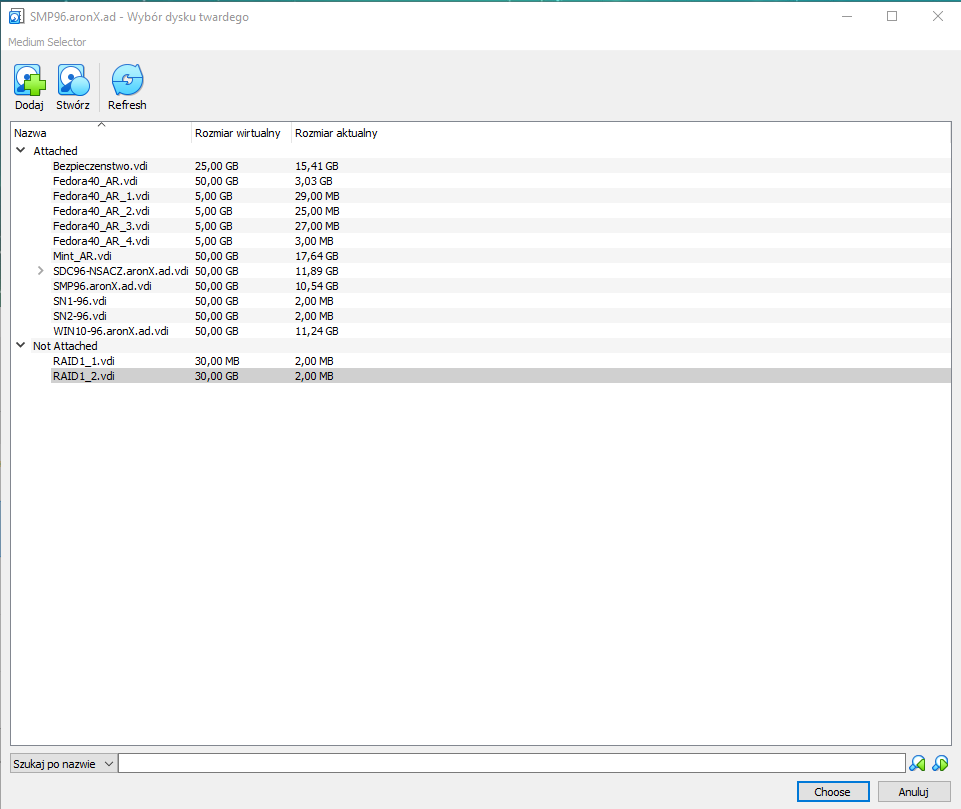 SMP96.aronX.ad - Wybór dysku twardego
Medium Selector
Dodaj Stwórz Refresh
Nazwa Rozmiar wirtualny Rozmiar aktualny
Attached
Bezpieczenstwo.vdi 25,00 GB 15,41 GB
Fedora40_AR.vdi 50,00 GB 3,03 GB
Fedora40_AR_1.vdi 5,00 GB 29,00 MB
Fedora40_AR_2.vdi 5,00 GB 25,00 MB
Fedora40_AR_3.vdi 5,00 GB 27,00 MB
Fedora40_AR_4.vdi 5,00 GB 3,00 MB
Mint_AR.vdi 50,00 GB 17,64 GB
SDC96-NSACZ.aronX.ad.vdi 50,00 GB 11,89 GB
SMP96.aronX.ad.vdi 50,00 GB 10,54 GB
SN1-96.vdi 50,00 GB 2,00 MB
SN2-96.vdi 50,00 GB 2,00 MB
WIN10-96.aronX.ad.vdi 50,00 GB 11,24 GB
Not Attached
RAID1_1.vdi 30,00 MB 2,00 MB
RAID1_2.vdi 30,00 GB 2,00 MB
Szukaj po nazwie
Choose Anuluj